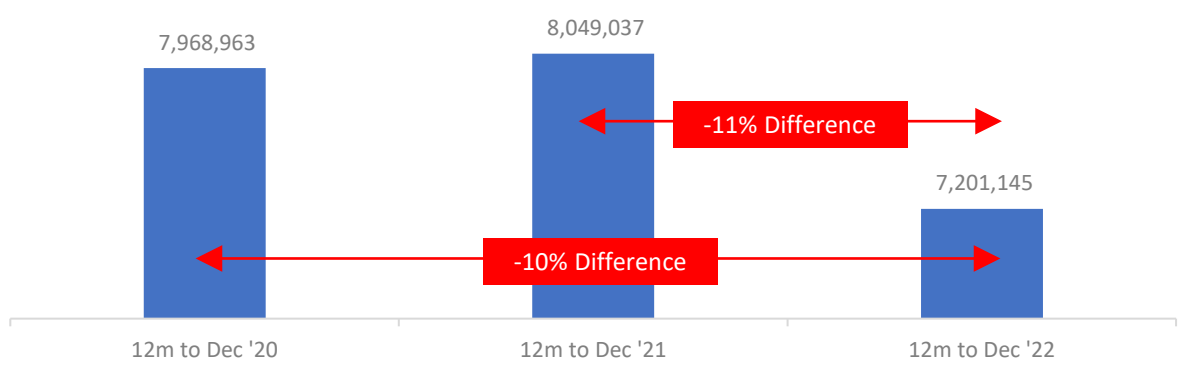 8,049,037
7,968,963
-11% Difference
7,201,145
-10% Difference
12m to Dec '20
12m to Dec '21
12m to Dec '22